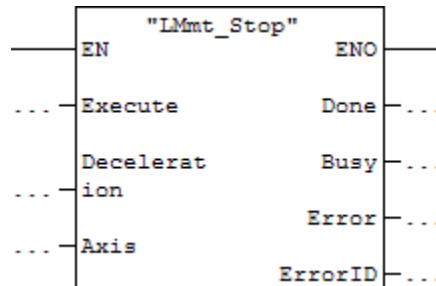 "LMmt_Stop"
EN ENO
... Execute Done ...
Decelerat Busy ...
... ion
Error ...
... Axis
ErrorID ...